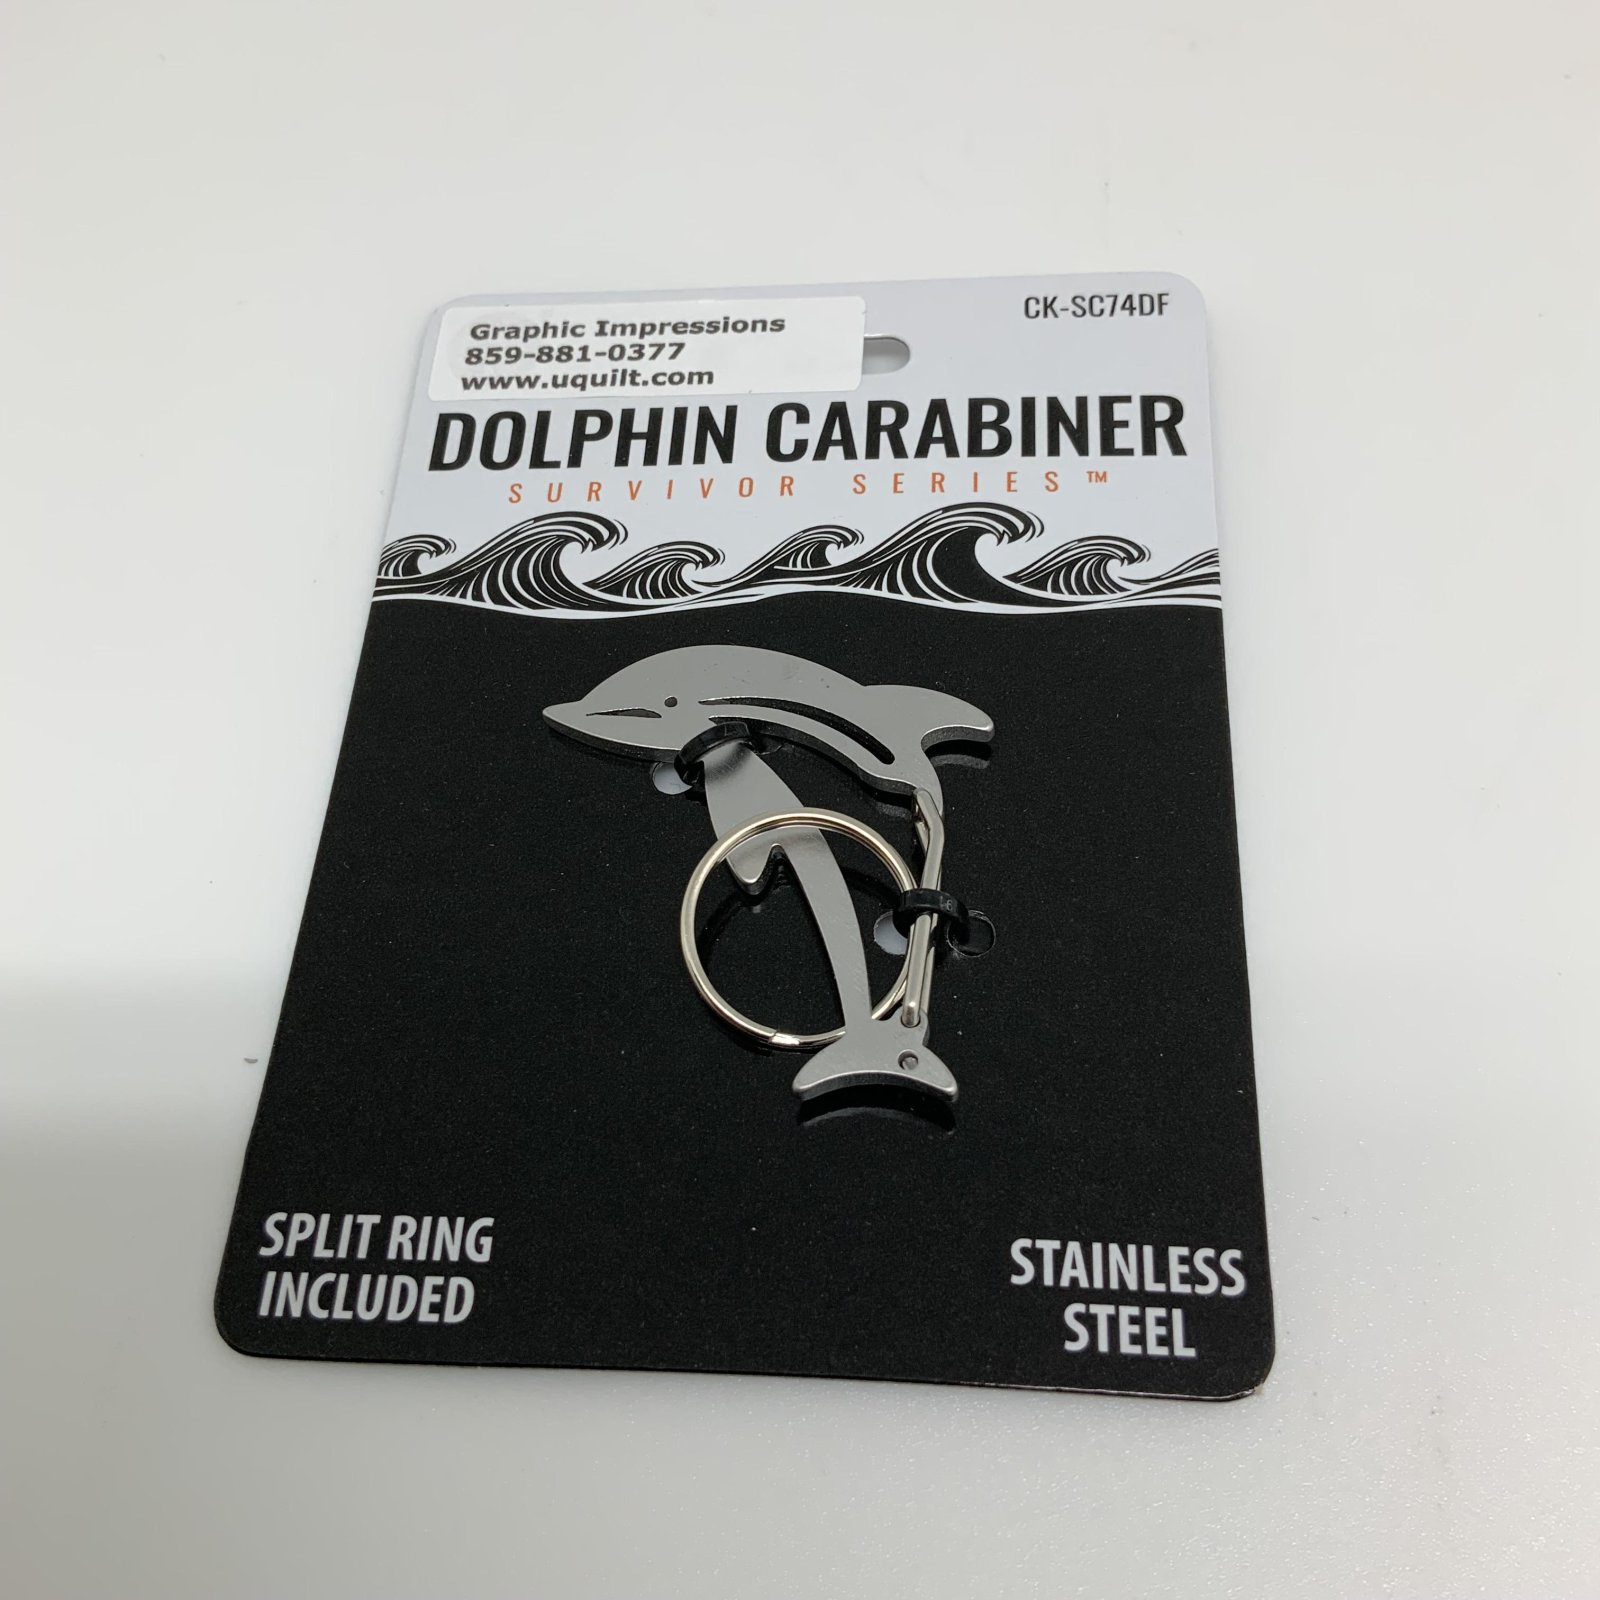 CK-SC74DF
Graphic Impressions
859-881-0377
www.uquilt.com
DOLPHIN CARABINER
SURVIVOR SERIES™
SPLIT RING
INCLUDED
STAINLESS
STEEL